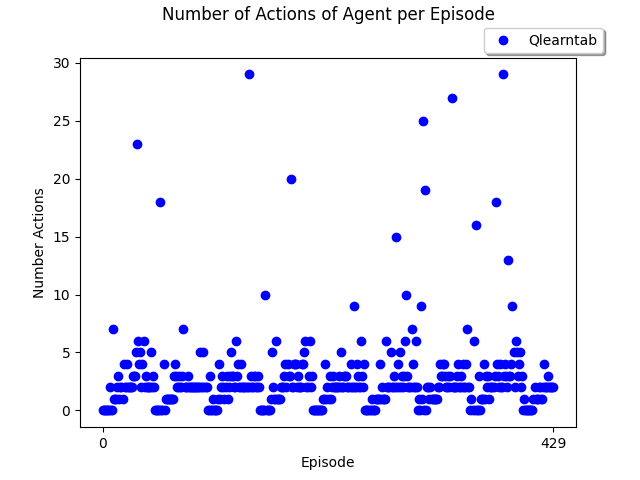 Number of Actions of Agent per Episode
Qlearntab
30
25
20
15
10
5
0
Number Actions
0
429
Episode